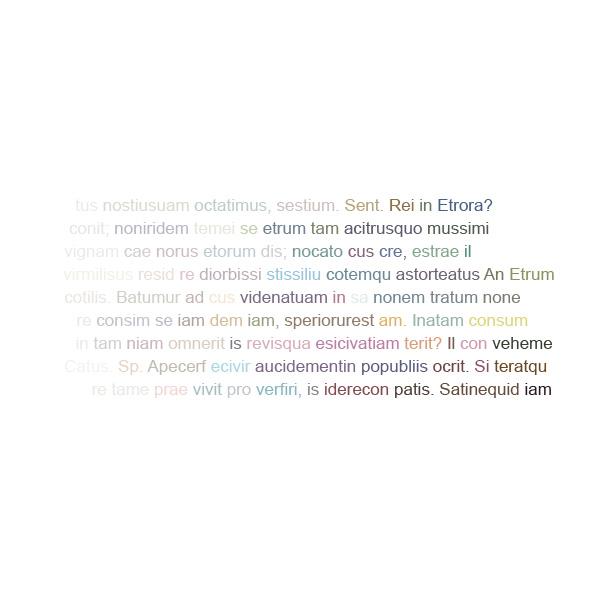 tus nostiusuam octatimus, sestium. Sent. Rei in Etrora?
conit; noniridem temei se etrum tam acitrusquo mussimi
vignam cae norus etorum dis; nocato cus cre, estrae il
virmilisus resid re diorbissi stissiliu cotemqu astorteatus An Etrum
cotilis. Batumur ad cus videnatuam in sa nonem tratum none
re consim se iam dem iam, speriorurest am. Inatam consum
in tam niam omnerit is revisqua esicivatiam terit? Il con veheme
Catus. Sp. Apecerf ecivir aucidementin popubliis ocrit. Si teratqu
re tame prae vivit pro verfiri, is iderecon patis. Satinequid iam